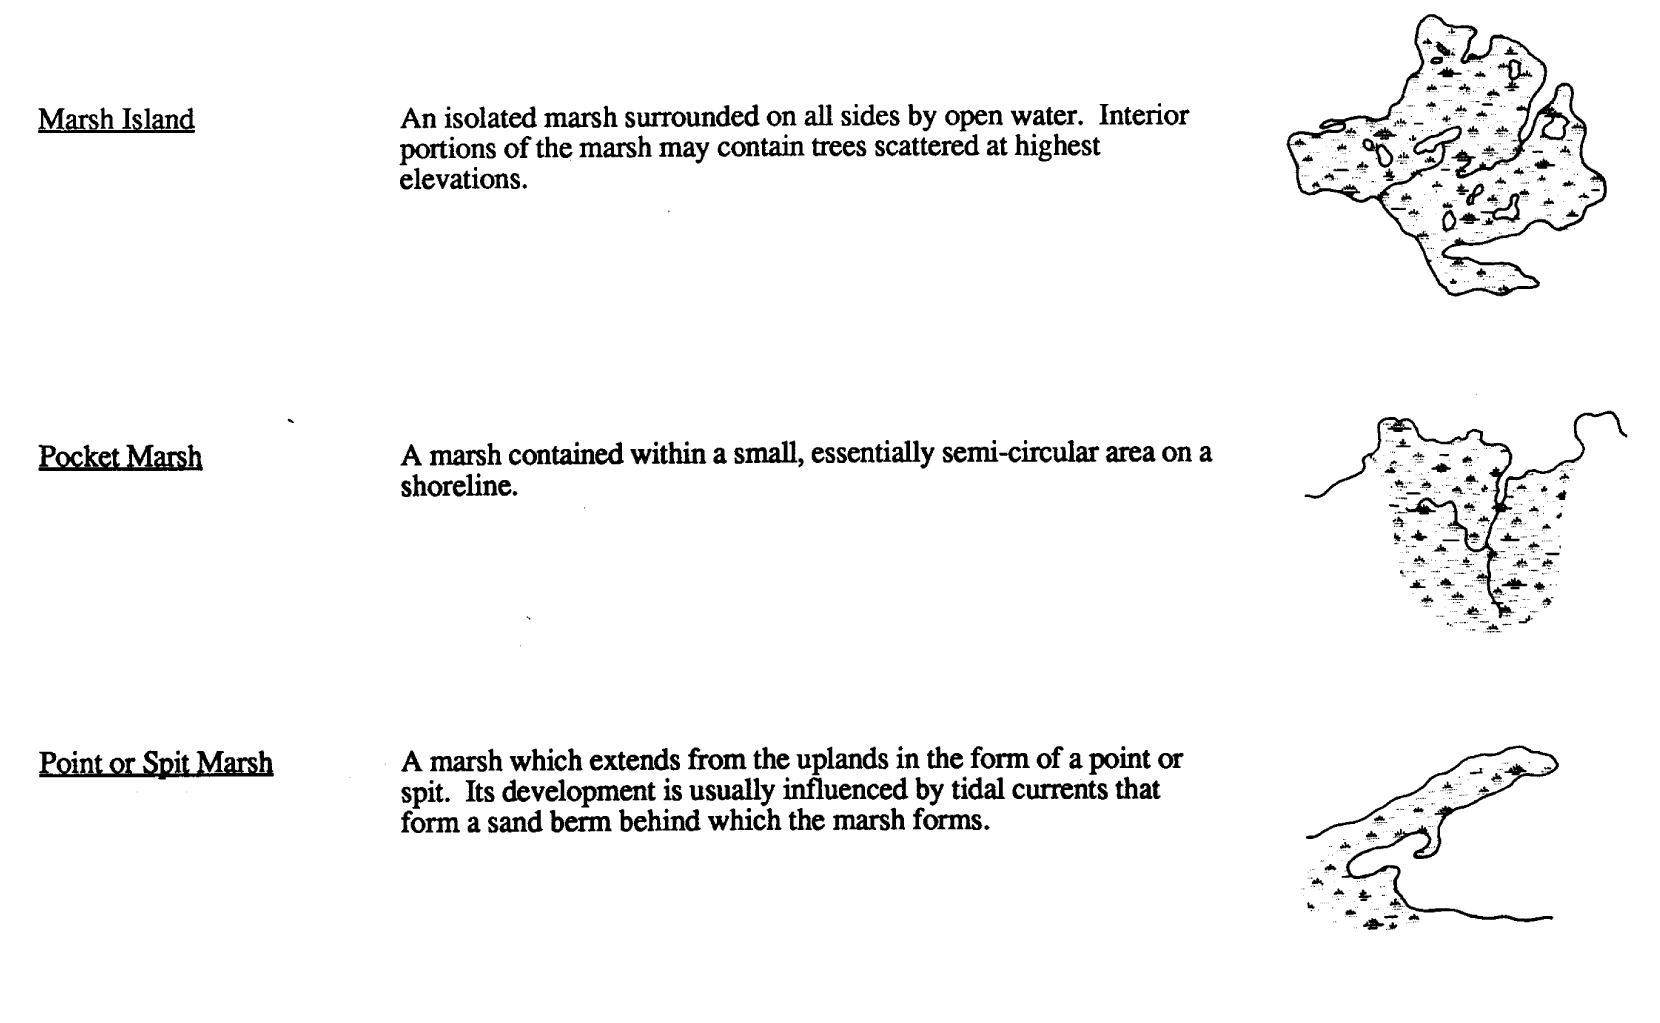 Marsh Island
An isolated marsh surrounded on all sides by open water. Interior
portions of the marsh may contain trees scattered at highest
elevations.
Pocket Marsh
A marsh contained within a small, essentially semi-circular area on a
shoreline.
Point or Spit Marsh
A marsh which extends from the uplands in the form of a point or
spit. Its development is usually influenced by tidal currents that
form a sand berm behind which the marsh forms.